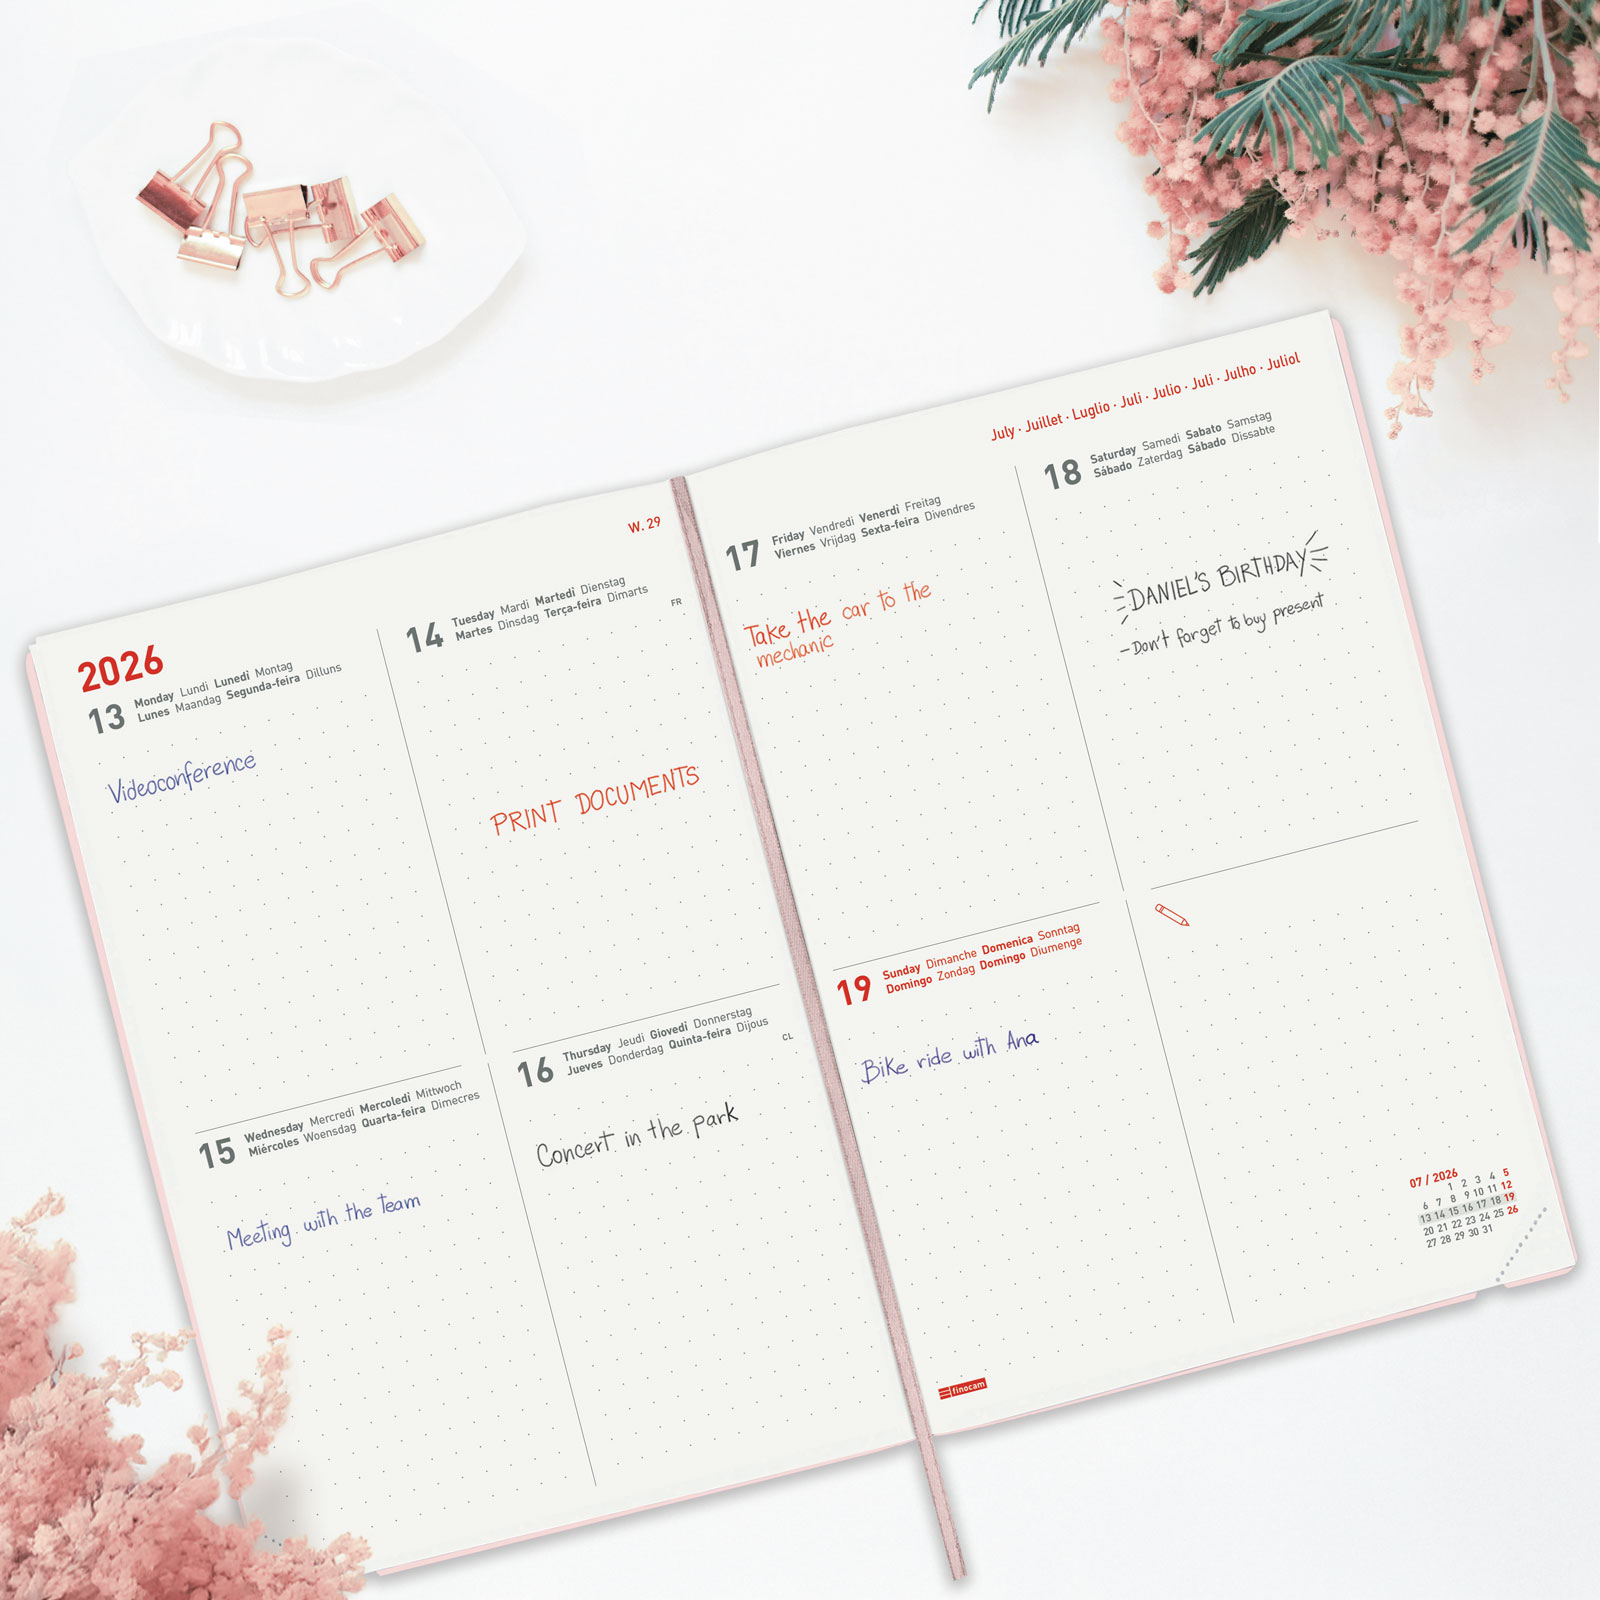 W. 29
2026
13 Monday Lundi Lunedì Montag
Lunes Maandag Segunda-feira Dilluns
Videoconference
14 Tuesday Mardi Martedì Dienstag
Martes Dinsdag Terça-feira Dimarts
FR
PRINT DOCUMENTS
15 Wednesday Mercredi Mercoledì Mittwoch
Miércoles Woensdag Quarta-feira Dimecres
Meeting with the team
16 Thursday Jeudi Giovedì Donnerstag
Jueves Donderdag Quinta-feira Dijous
CL
Concert in the park
July · Juillet · Luglio · Juli · Julio · Juli · Julho · Juliol
17 Friday Vendredi Venerdì Freitag
Viernes Vrijdag Sexta-feira Divendres
Take the car to the
mechanic
18 Saturday Samedi Sabato Samstag
Sábado Zaterdag Sábado Dissabte
DANIEL'S BIRTHDAY
- Don't forget to buy present
19 Sunday Dimanche Domenica Sonntag
Domingo Zondag Domingo Diumenge
Bike ride with Ana
07 / 2026
1 2 3 4 5
6 7 8 9 10 11 12
13 14 15 16 17 18 19
20 21 22 23 24 25 26
27 28 29 30 31
finocam